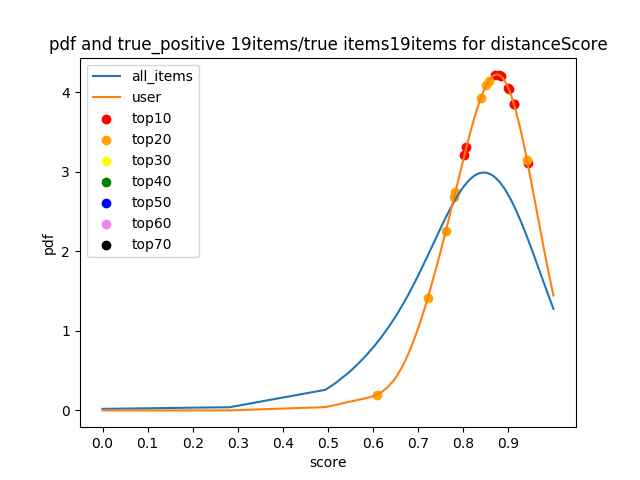 pdf and true_positive 19items/true items19items for distanceScore
all_items
user
top10
top20
top30
top40
top50
top60
top70
pdf
4
3
2
1
0
0.0 0.1 0.2 0.3 0.4 0.5 0.6 0.7 0.8 0.9
score